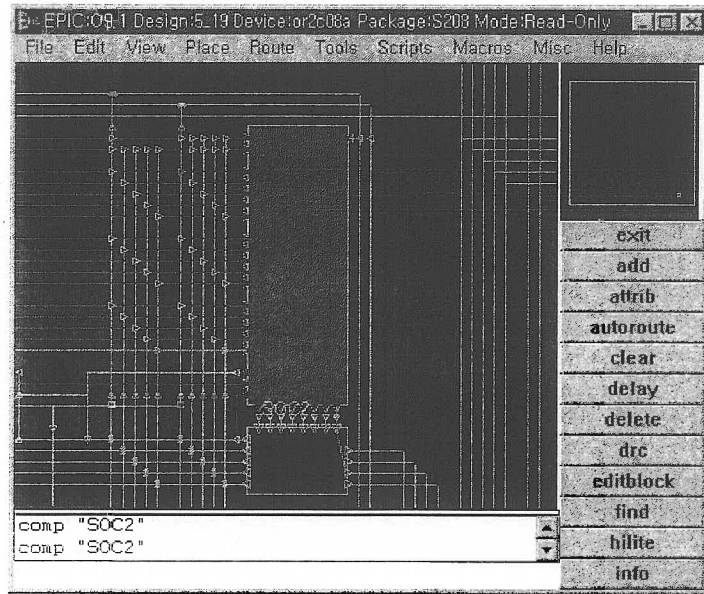 EPIC:O9.1 Design:5_19 Device:or2c08a Package:S208 Mode:Read-Only
File Edit View Place Route Tools Scripts Macros Misc Help
exit
add
attrib
autoroute
clear
delay
delete
drc
editblock
find
hilite
info
comp "SOC2"
comp "SOC2"